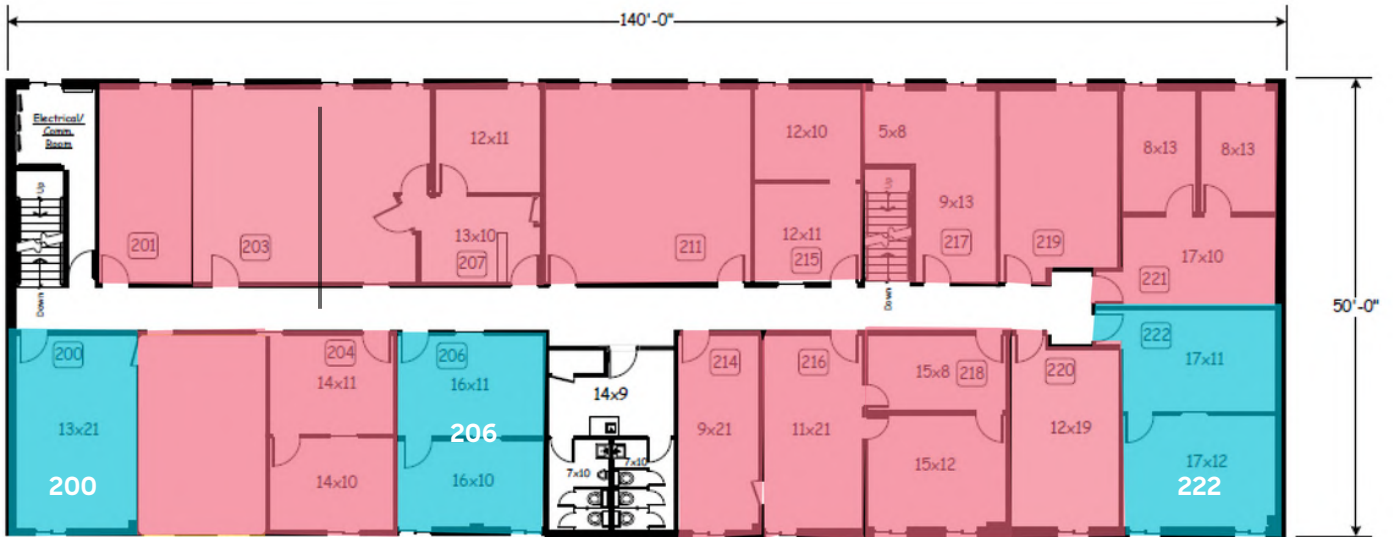 140'-0"
Electrical/
Comm.
Room
12x11
12x10
5x8
8x13
8x13
Up
Up
9x13
201
203
13x10
207
211
12x11
215
217
219
17x10
221
Down
Down
50'-0"
200
204
14x11
206
16x11
14x9
214
216
15x8
218
220
222
17x11
13x21
206
9x21
11x21
12x19
200
14x10
16x10
7x10
7x10
15x12
17x12
222